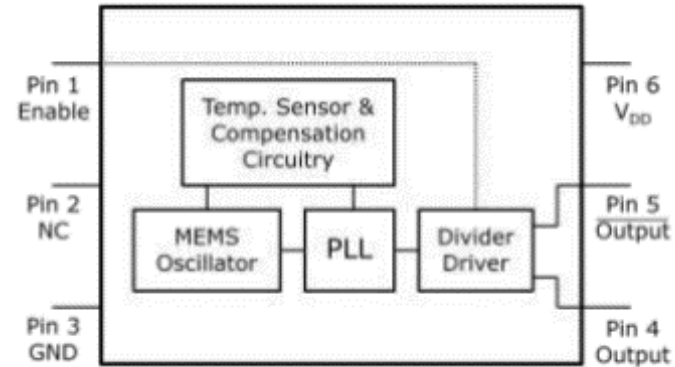 Pin 1
Enable
Temp. Sensor &
Compensation
Circuitry
Pin 6
VDD
Pin 2
NC
MEMS
Oscillator
PLL
Divider
Driver
Pin 5
Output
Pin 3
GND
Pin 4
Output